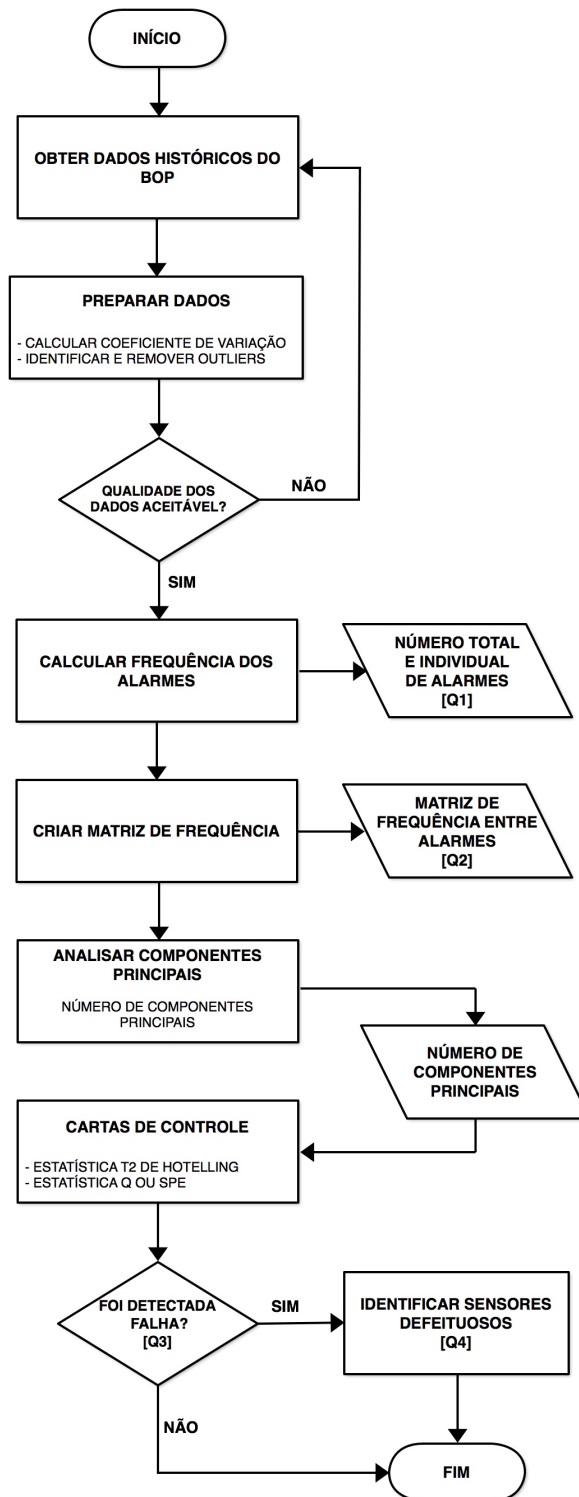 INÍCIO
OBTER DADOS HISTÓRICOS DO
BOP
PREPARAR DADOS
- CALCULAR COEFICIENTE DE VARIAÇÃO
- IDENTIFICAR E REMOVER OUTLIERS
QUALIDADE DOS
DADOS ACEITÁVEL?
NÃO
SIM
CALCULAR FREQUÊNCIA DOS
ALARMES
NÚMERO TOTAL
E INDIVIDUAL
DE ALARMES
[Q1]
CRIAR MATRIZ DE FREQUÊNCIA
MATRIZ DE
FREQUÊNCIA ENTRE
ALARMES
[Q2]
ANALISAR COMPONENTES
PRINCIPAIS
NÚMERO DE COMPONENTES
PRINCIPAIS
NÚMERO DE
COMPONENTES
PRINCIPAIS
CARTAS DE CONTROLE
- ESTATÍSTICA T2 DE HOTELLING
- ESTATÍSTICA Q OU SPE
FOI DETECTADA
FALHA?
[Q3]
SIM
IDENTIFICAR SENSORES
DEFEITUOSOS
[Q4]
NÃO
FIM